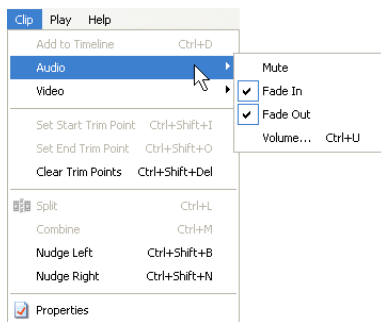 Clip Play Help
Add to Timeline Ctrl+D
Audio
Mute
Video
Fade In
Fade Out
Set Start Trim Point Ctrl+Shift+I
Volume... Ctrl+U
Set End Trim Point Ctrl+Shift+O
Clear Trim Points Ctrl+Shift+Del
Split Ctrl+L
Combine Ctrl+M
Nudge Left Ctrl+Shift+B
Nudge Right Ctrl+Shift+N
Properties